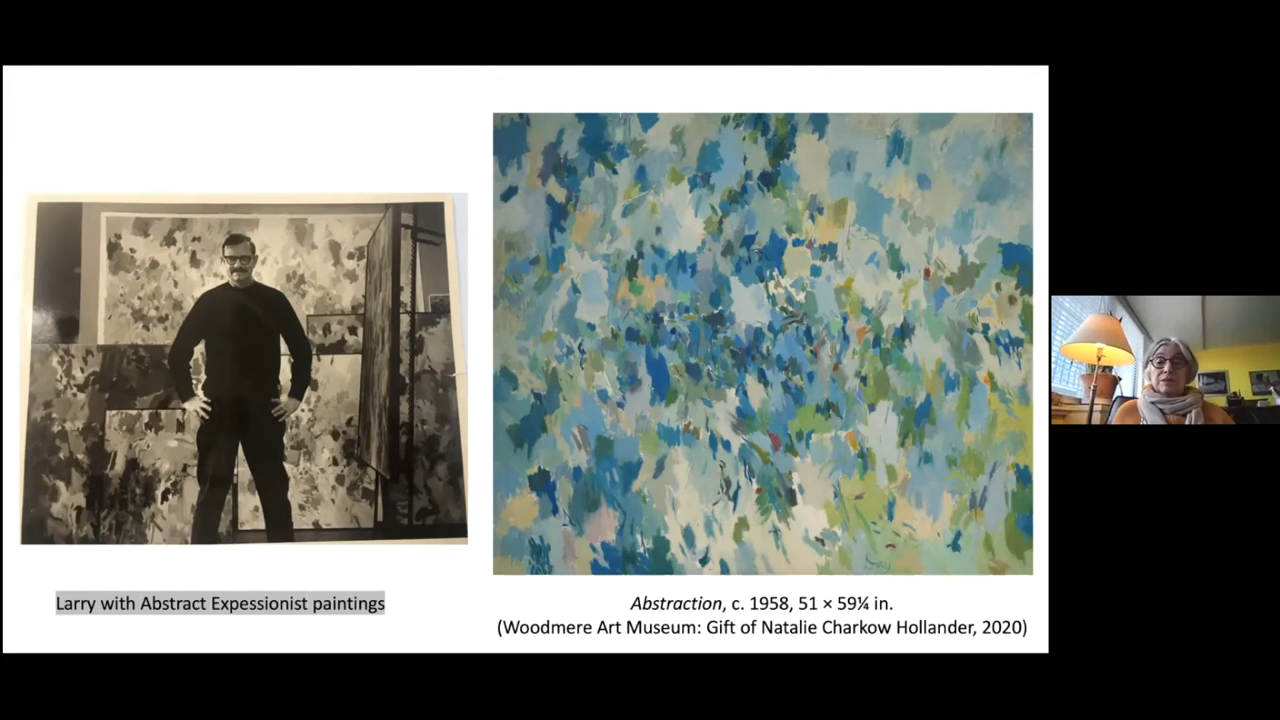 Larry with Abstract Expessionist paintings
Abstraction, c. 1958, 51 × 59¼ in.
(Woodmere Art Museum: Gift of Natalie Charkow Hollander, 2020)